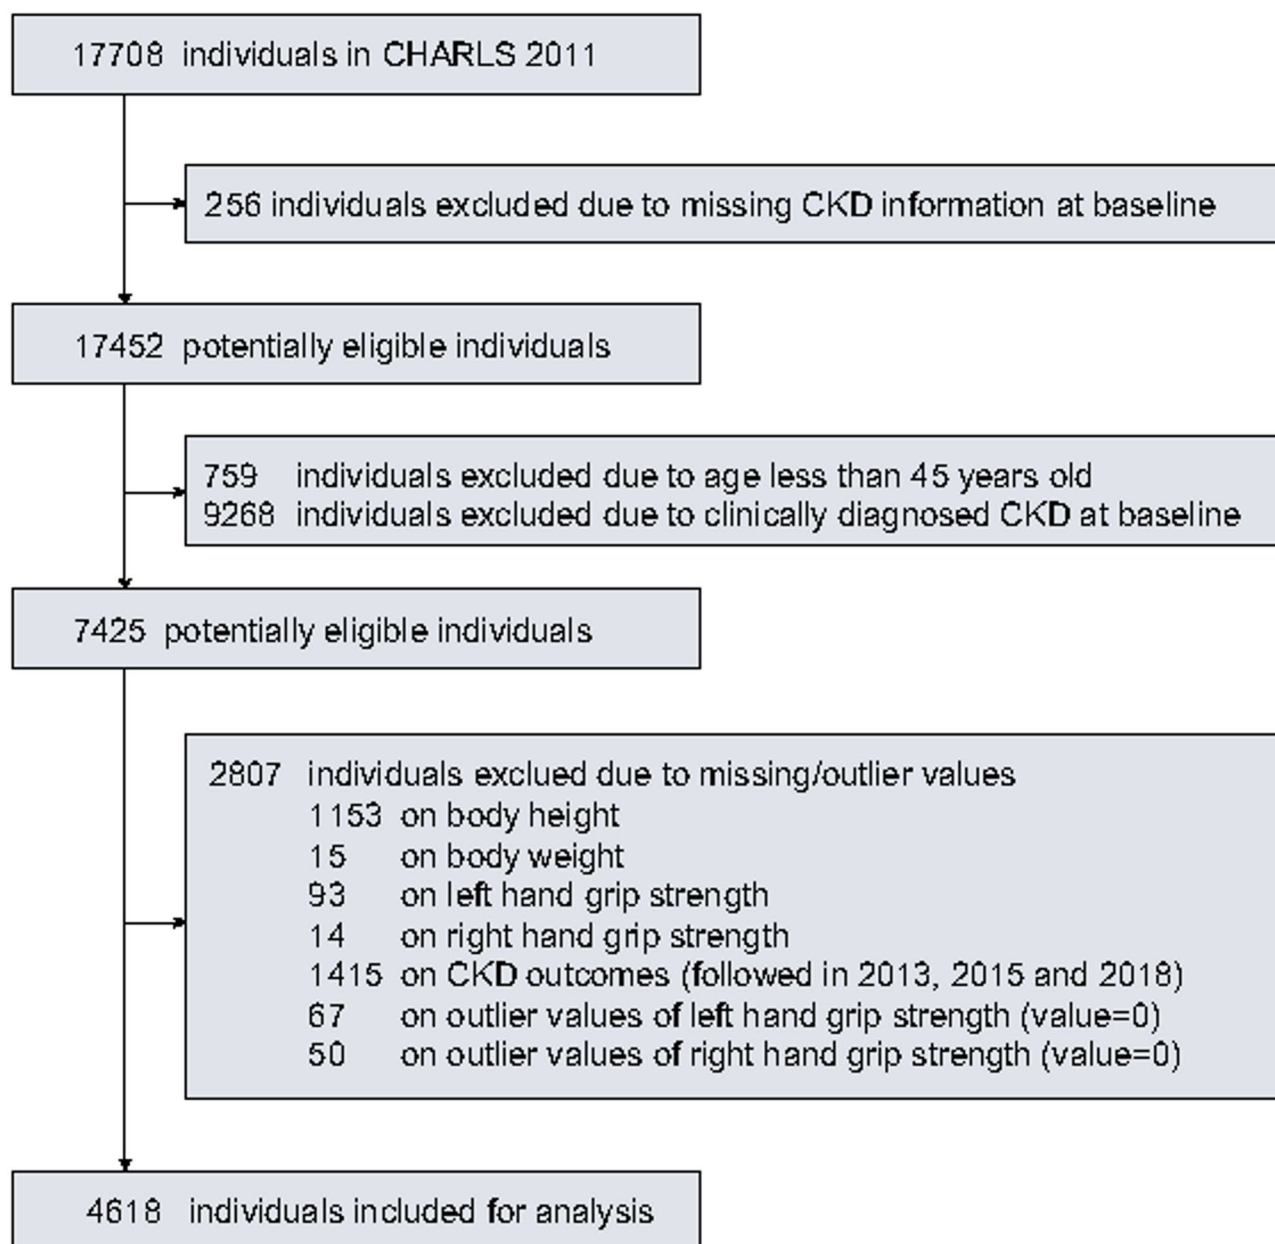 17708 individuals in CHARLS 2011
256 individuals excluded due to missing CKD information at baseline
17452 potentially eligible individuals
759 individuals excluded due to age less than 45 years old
9268 individuals excluded due to clinically diagnosed CKD at baseline
7425 potentially eligible individuals
2807 individuals exclued due to missing/outlier values
1153 on body height
15 on body weight
93 on left hand grip strength
14 on right hand grip strength
1415 on CKD outcomes (followed in 2013, 2015 and 2018)
67 on outlier values of left hand grip strength (value=0)
50 on outlier values of right hand grip strength (value=0)
4618 individuals included for analysis